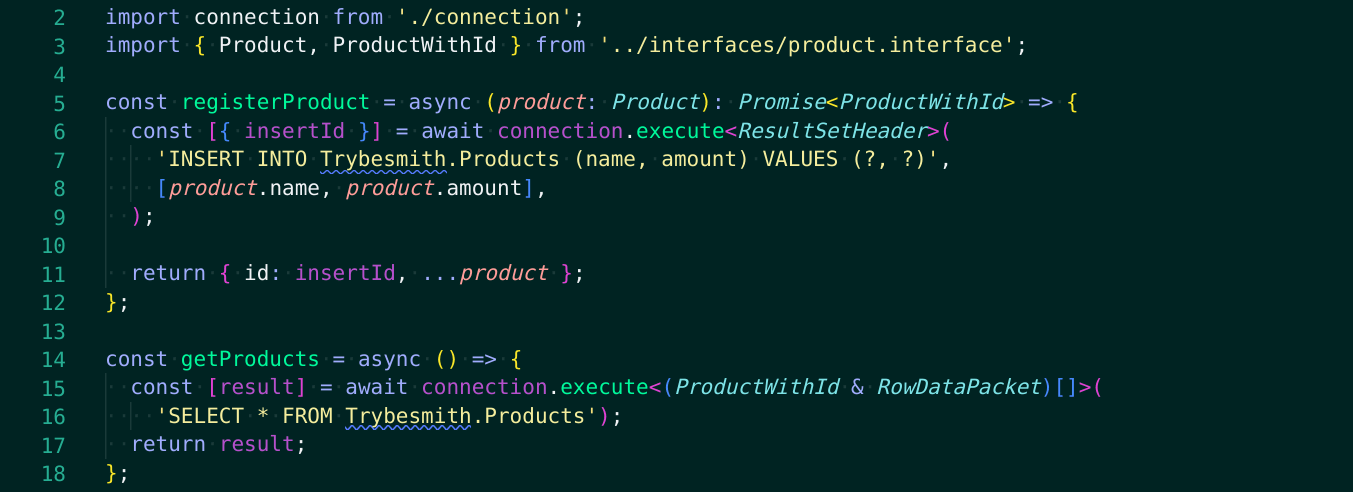 2 import connection from './connection';
3 import { Product, ProductWithId } from '../interfaces/product.interface';
4
5 const registerProduct = async (product: Product): Promise<ProductWithId> => {
6   const [{ insertId }] = await connection.execute<ResultSetHeader>(
7     'INSERT INTO Trybesmith.Products (name, amount) VALUES (?, ?)',
8     [product.name, product.amount],
9   );
10
11   return { id: insertId, ...product };
12 };
13
14 const getProducts = async () => {
15   const [result] = await connection.execute<(ProductWithId & RowDataPacket)[]>(
16     'SELECT * FROM Trybesmith.Products');
17   return result;
18 };